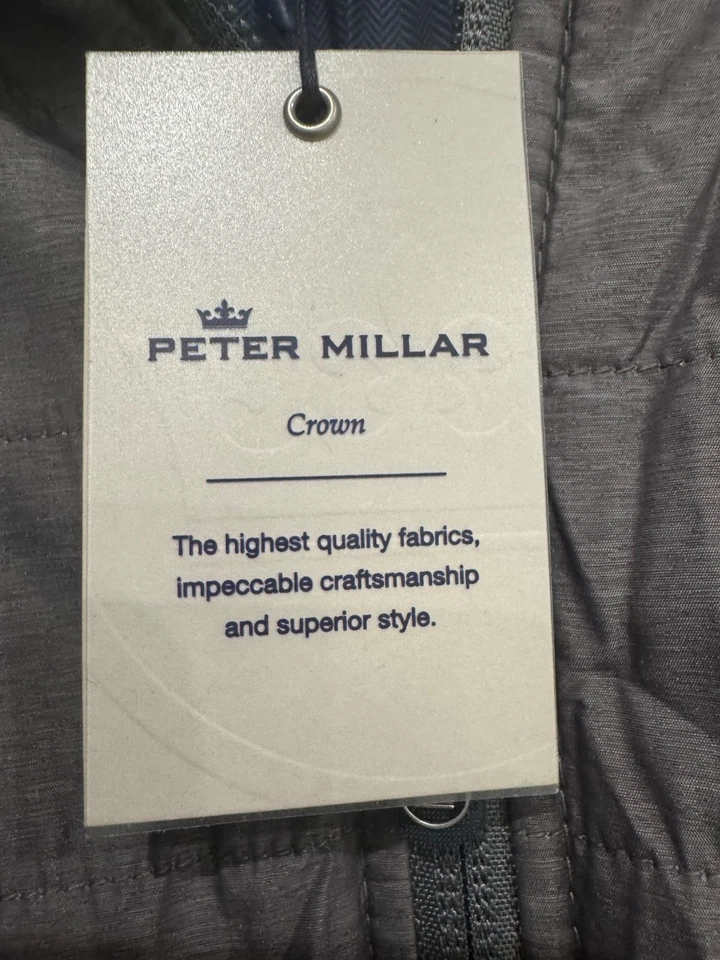 PETER MILLAR
Crown
The highest quality fabrics,
impeccable craftsmanship
and superior style.